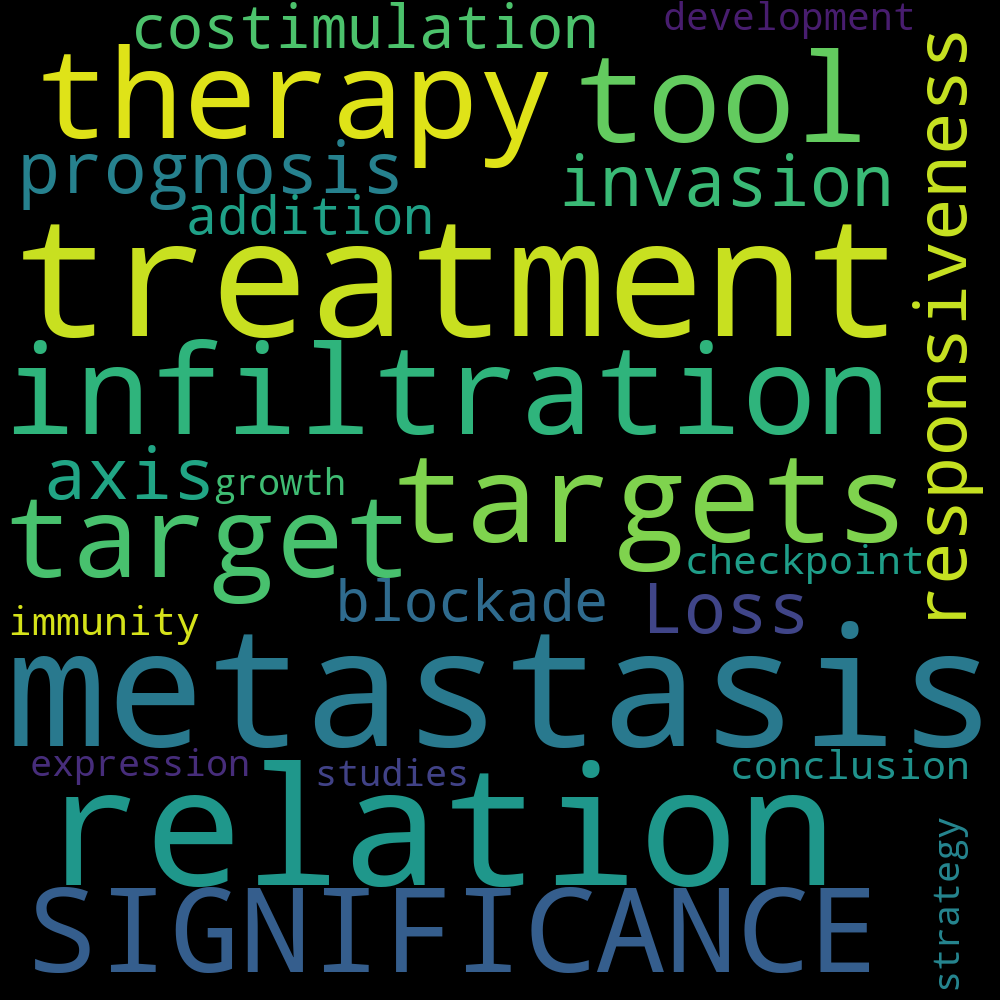 costimulation
development
therapy
tool
responsiveness
prognosis
invasion
addition
treatment
infiltration
axis
growth
targets
target
checkpoint
blockade
Loss
immunity
metastasis
expression
studies
conclusion
relation
strategy
SIGNIFICANCE